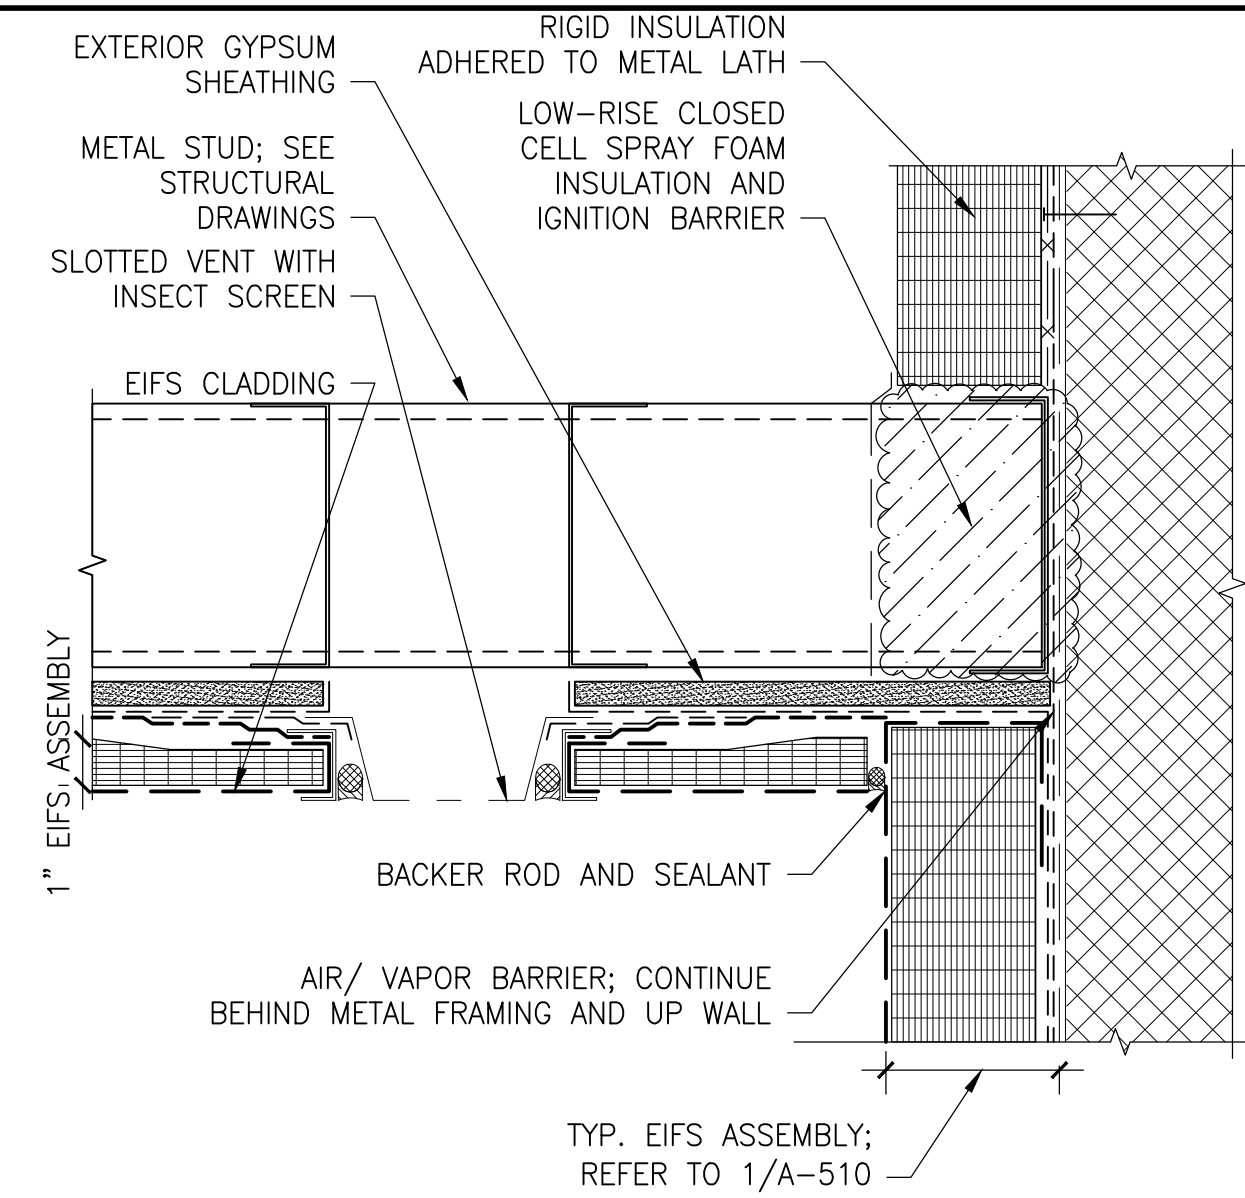 EXTERIOR GYPSUM
SHEATHING
RIGID INSULATION
ADHERED TO METAL LATH
METAL STUD; SEE
STRUCTURAL
DRAWINGS
LOW-RISE CLOSED
CELL SPRAY FOAM
INSULATION AND
IGNITION BARRIER
SLOTTED VENT WITH
INSECT SCREEN
EIFS CLADDING
1" EIFS ASSEMBLY
BACKER ROD AND SEALANT
AIR/ VAPOR BARRIER; CONTINUE
BEHIND METAL FRAMING AND UP WALL
TYP. EIFS ASSEMBLY;
REFER TO 1/A-510